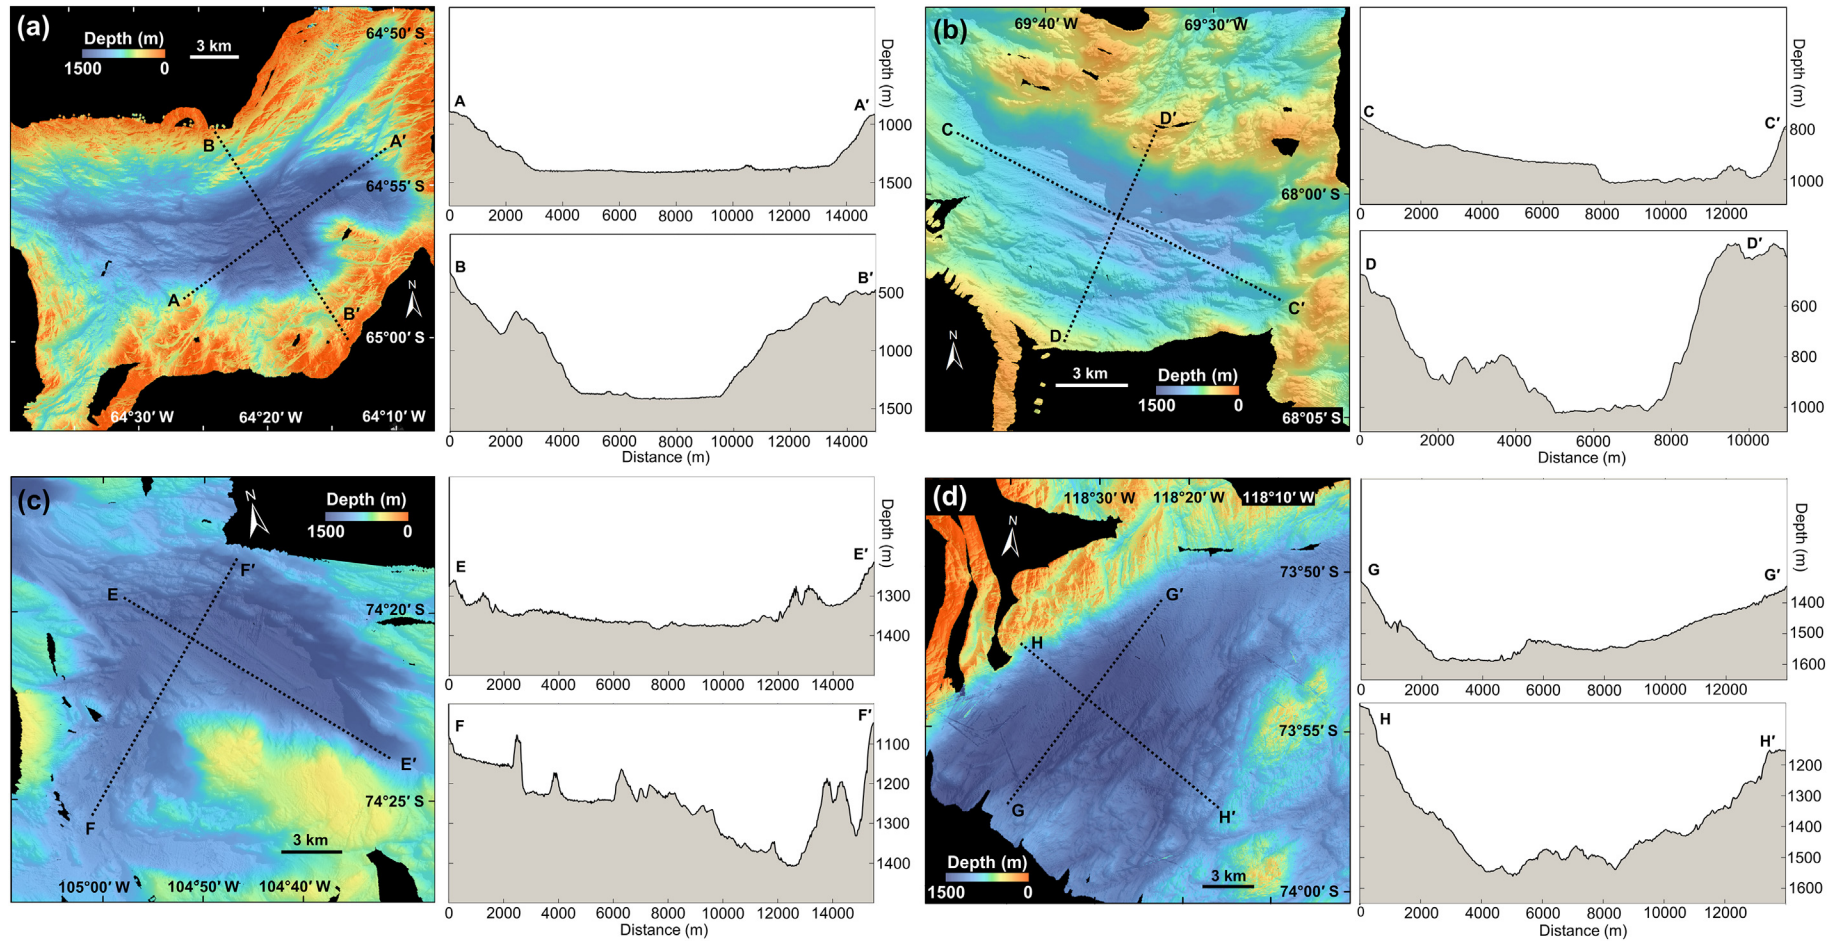 (a)
Depth (m)
1500 0
3 km
64°50′ S
64°55′ S
65°00′ S
B
A′
A
B′
N
64°30′ W 64°20′ W 64°10′ W
A
A′
Depth (m)
1000
1500
0 2000 4000 6000 8000 10000 12000 14000
B
B′
500
1000
1500
0 2000 4000 6000 8000 10000 12000 14000
Distance (m)
(b)
69°40′ W 69°30′ W
C
D′
68°00′ S
C′
D
N
3 km
Depth (m)
1500 0
68°05′ S
C
C′
Depth (m)
800
1000
0 2000 4000 6000 8000 10000 12000
D
D′
600
800
1000
0 2000 4000 6000 8000 10000
Distance (m)
(c)
N
Depth (m)
1500 0
F′
E
74°20′ S
E′
74°25′ S
F
3 km
105°00′ W 104°50′ W 104°40′ W
E
E′
Depth (m)
1300
1400
0 2000 4000 6000 8000 10000 12000 14000
F
F′
1100
1200
1300
1400
0 2000 4000 6000 8000 10000 12000 14000
Distance (m)
(d)
118°30′ W 118°20′ W 118°10′ W
N
73°50′ S
G′
H
73°55′ S
G
H′
Depth (m)
1500 0
3 km
74°00′ S
G
G′
Depth (m)
1400
1500
1600
0 2000 4000 6000 8000 10000 12000
H
H′
1200
1300
1400
1500
1600
0 2000 4000 6000 8000 10000 12000
Distance (m)